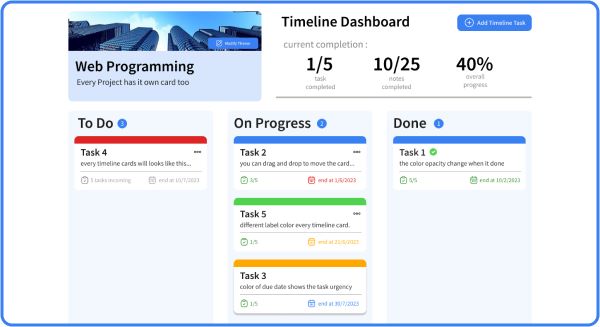 Modify Theme
Web Programming
Every Project has it own card too
Timeline Dashboard
Add Timeline Task
current completion :
1/5
task
completed
10/25
notes
completed
40%
overall
progress
To Do
Task 4
every timeline cards will looks like this...
5 tasks incoming
end at 10/7/2023
On Progress
Task 2
you can drag and drop to move the card...
3/5
end at 1/5/2023
Task 5
different label color every timeline card.
1/5
end at 21/6/2023
Task 3
color of due date shows the task urgency
1/5
end at 30/7/2023
Done
1
Task 1
the color opacity change when it done
5/5
end at 10/2/2023